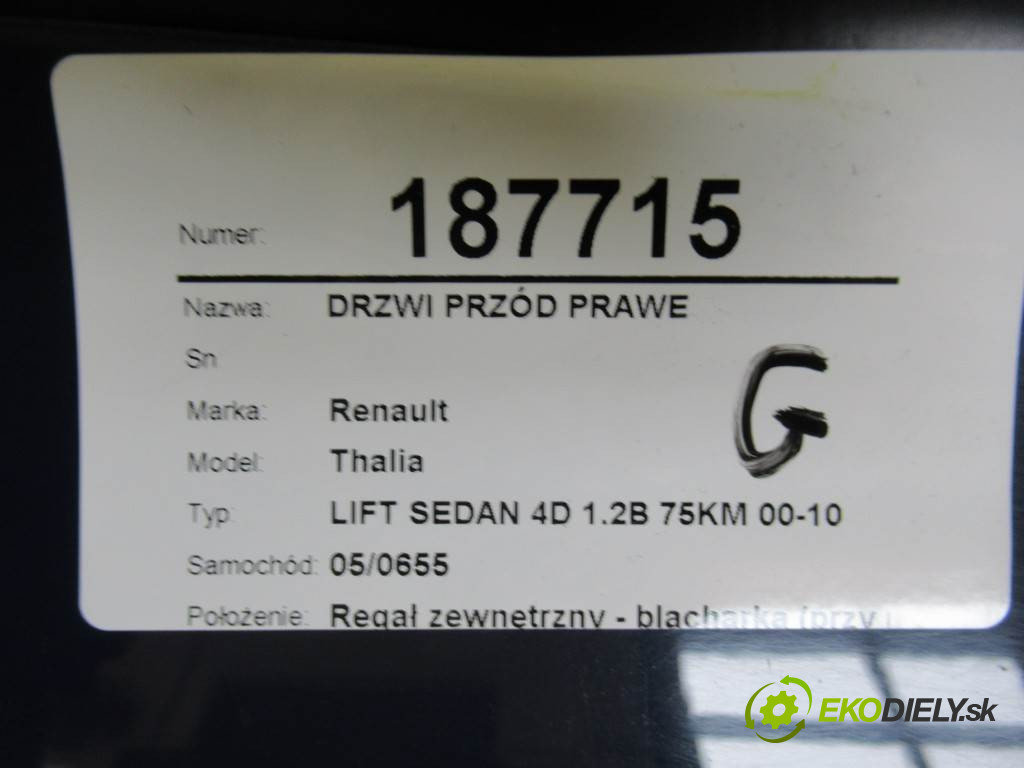 Numer: 187715
Nazwa: DRZWI PRZÓD PRAWE
Sn
G
Marka: Renault
Model: Thalia
Typ: LIFT SEDAN 4D 1.2B 75KM 00-10
Samochód: 05/0655
Położenie: Regał zewnętrzny - blacharka (przy
EKODIELY.sk